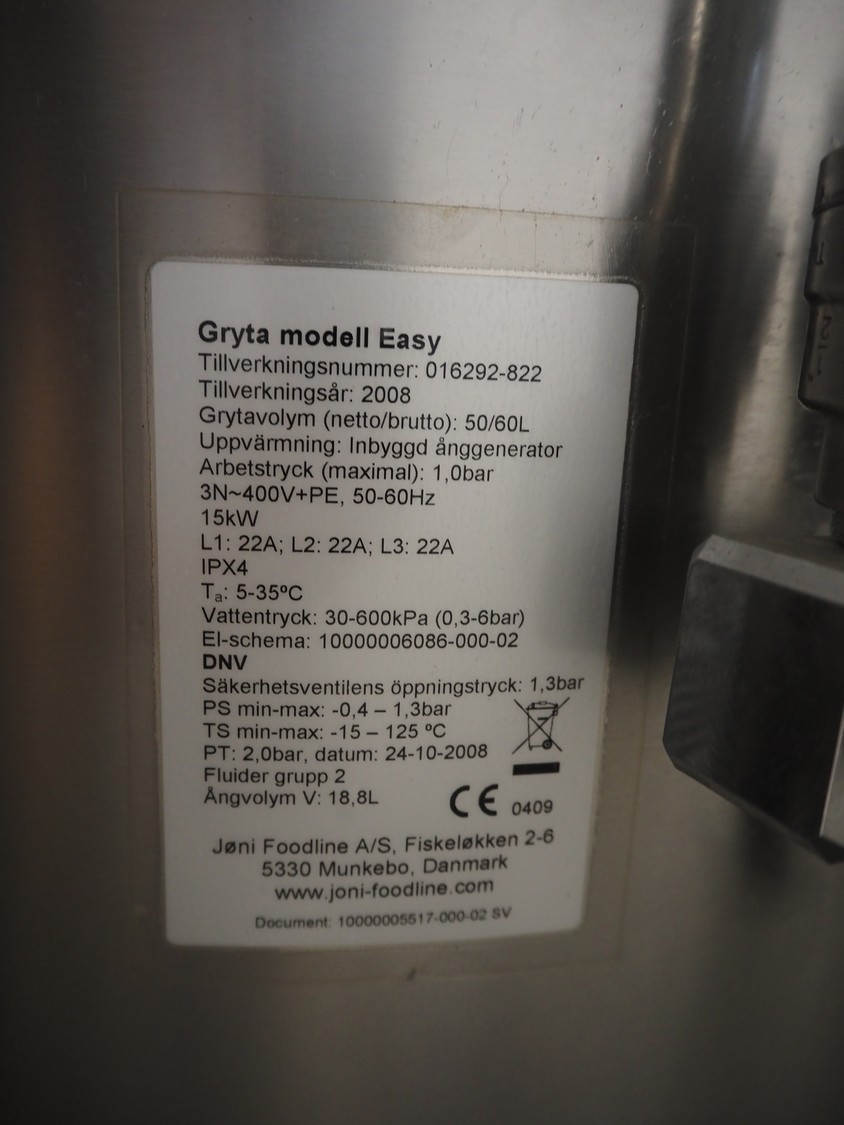 Gryta modell Easy
Tillverkningsnummer: 016292-822
Tillverkningsår: 2008
Grytavolym (netto/brutto): 50/60L
Uppvärmning: Inbyggd ånggenerator
Arbetstryck (maximal): 1,0bar
3N~400V+PE, 50-60Hz
15kW
L1: 22A; L2: 22A; L3: 22A
IPX4
Tₐ: 5-35ºC
Vattentryck: 30-600kPa (0,3-6bar)
El-schema: 10000006086-000-02
DNV
Säkerhetsventilens öppningstryck: 1,3bar
PS min-max: -0,4 – 1,3bar
TS min-max: -15 – 125 ºC
PT: 2,0bar, datum: 24-10-2008
Fluider grupp 2
Ångvolym V: 18,8L
CE 0409
Jøni Foodline A/S, Fiskeløkken 2-6
5330 Munkebo, Danmark
www.joni-foodline.com
Document: 10000005517-000-02 SV